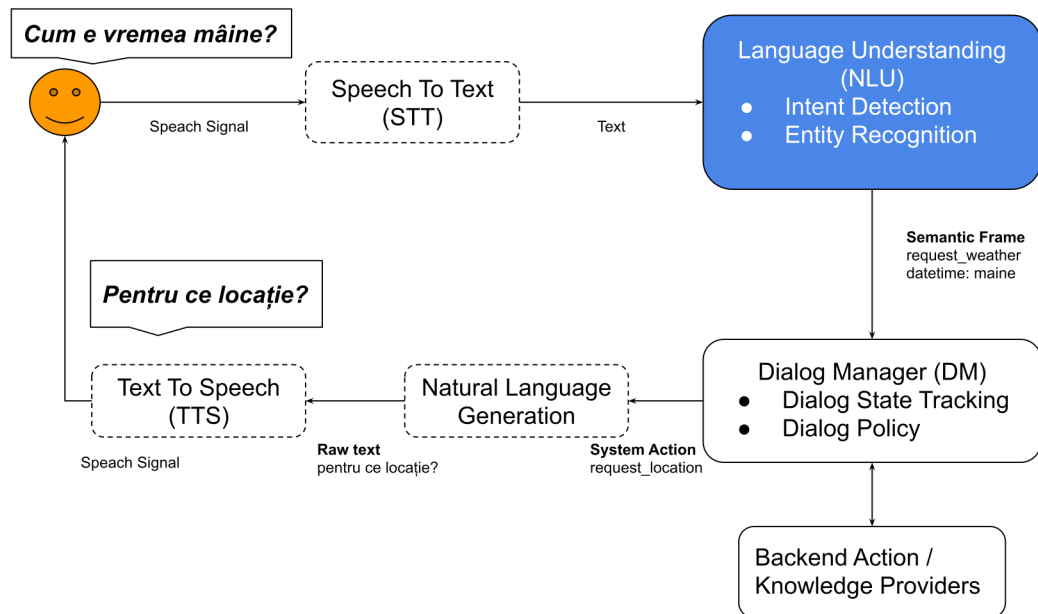 Cum e vremea mâine?
Speech To Text
(STT)
Language Understanding
(NLU)
● Intent Detection
● Entity Recognition
Speach Signal
Text
Semantic Frame
request_weather
datetime: maine
Pentru ce locație?
Text To Speech
(TTS)
Natural Language
Generation
Dialog Manager (DM)
● Dialog State Tracking
● Dialog Policy
Speach Signal
Raw text
pentru ce locație?
System Action
request_location
Backend Action /
Knowledge Providers